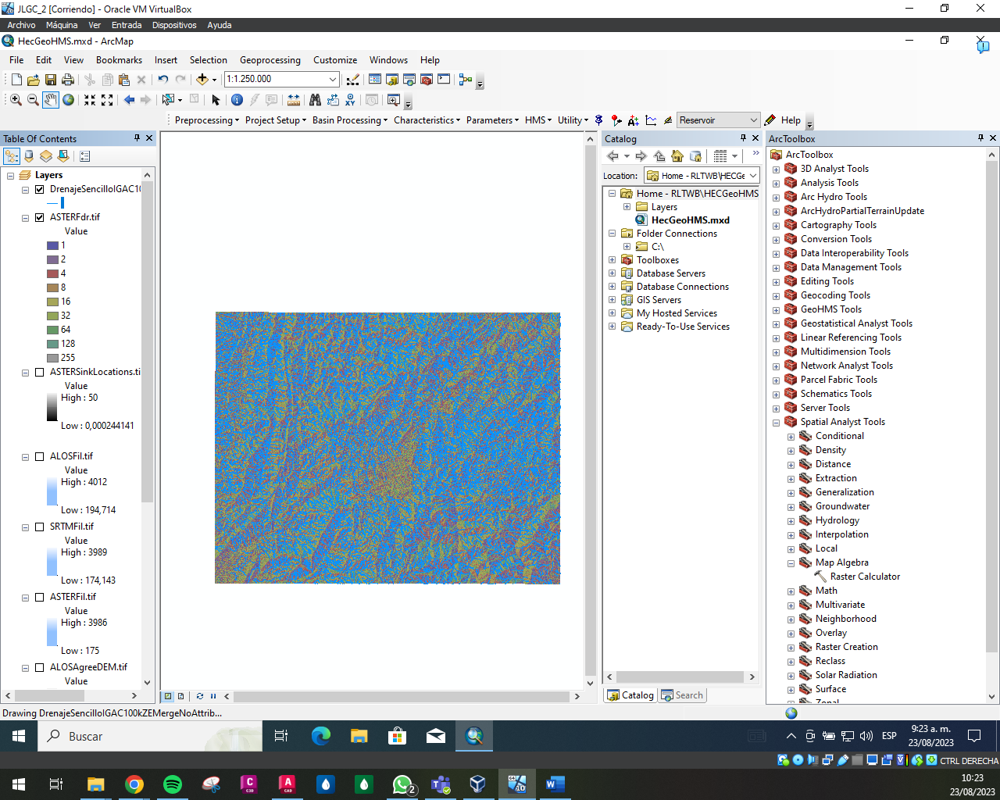 JLGC_2 [Corriendo] - Oracle VM VirtualBox
Archivo Máquina Ver Entrada Dispositivos Ayuda
HecGeoHMS.mxd - ArcMap
File Edit View Bookmarks Insert Selection Geoprocessing Customize Windows Help
1:1.250.000
Preprocessing Project Setup Basin Processing Characteristics Parameters HMS Utility Reservoir Help
Table Of Contents
Layers
DrenajeSencilloIGAC10
ASTERFdr.tif
Value
1
2
4
8
16
32
64
128
255
ASTERSinkLocations.ti
Value
High : 50
Low : 0,000244141
ALOSFil.tif
Value
High : 4012
Low : 194,714
SRTMFil.tif
Value
High : 3989
Low : 174,143
ASTERFil.tif
Value
High : 3986
Low : 175
ALOSAgreeDEM.tif
Value
Catalog
Location: Home - RLTWB\HECGe
Home - RLTWB\HECGeoHMS
Layers
HecGeoHMS.mxd
Folder Connections
C:\
Toolboxes
Database Servers
Database Connections
GIS Servers
My Hosted Services
Ready-To-Use Services
Catalog Search
ArcToolbox
ArcToolbox
3D Analyst Tools
Analysis Tools
Arc Hydro Tools
ArcHydroPartialTerrainUpdate
Cartography Tools
Conversion Tools
Data Interoperability Tools
Data Management Tools
Editing Tools
Geocoding Tools
GeoHMS Tools
Geostatistical Analyst Tools
Linear Referencing Tools
Multidimension Tools
Network Analyst Tools
Parcel Fabric Tools
Schematics Tools
Server Tools
Spatial Analyst Tools
Conditional
Density
Distance
Extraction
Generalization
Groundwater
Hydrology
Interpolation
Local
Map Algebra
Raster Calculator
Math
Multivariate
Neighborhood
Overlay
Raster Creation
Reclass
Solar Radiation
Surface
Zonal
Drawing DrenajeSencilloIGAC100kZEMergeNoAttrib...
Buscar
ESP
9:23 a. m.
23/08/2023
CTRL DERECHA
10:23
23/08/2023